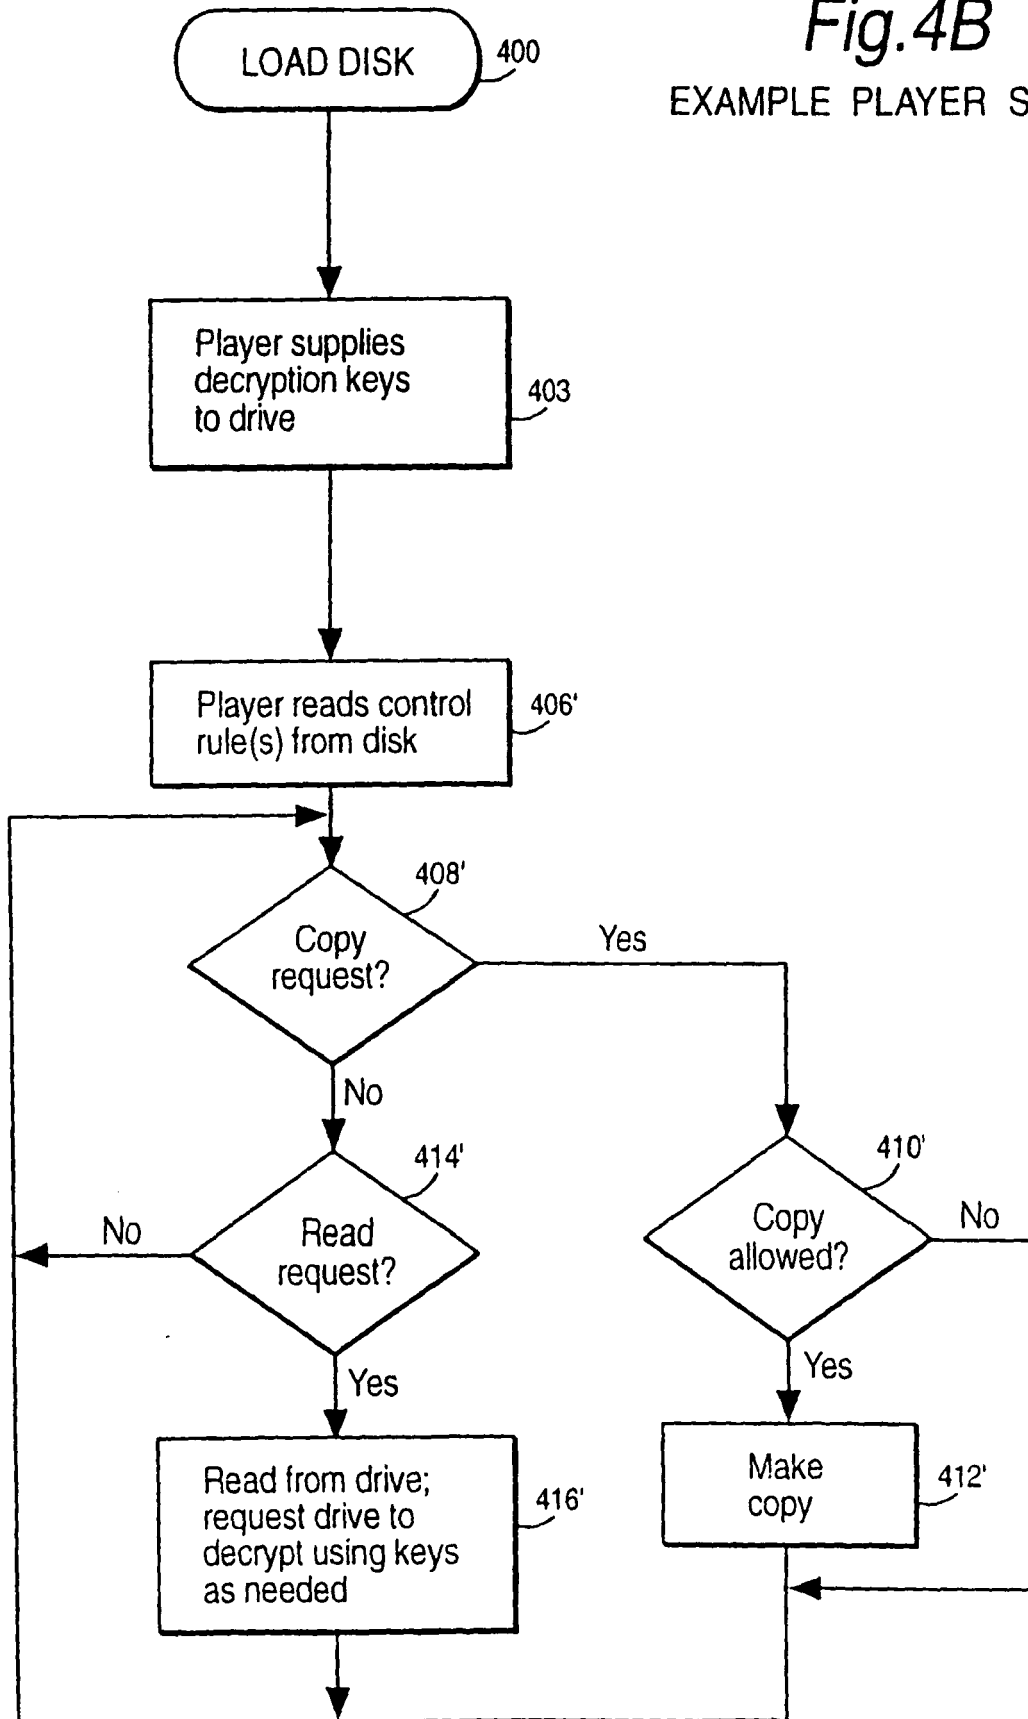 Fig.4B
EXAMPLE PLAYER S
LOAD DISK
400
Player supplies
decryption keys
to drive
403
Player reads control
rule(s) from disk
406'
408'
Copy
request?
Yes
No
414'
Read
request?
No
Yes
410'
Copy
allowed?
No
Yes
Read from drive;
request drive to
decrypt using keys
as needed
416'
Make
copy
412'